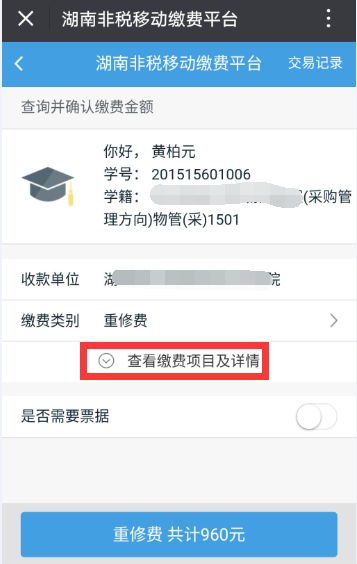 湖南非税移动缴费平台
湖南非税移动缴费平台 交易记录
查询并确认缴费金额
你好， 黄柏元
学号： 201515601006
学籍： (采购管
理方向)物管(采)1501
收款单位 湖 院
缴费类别 重修费
查看缴费项目及详情
是否需要票据
重修费 共计960元